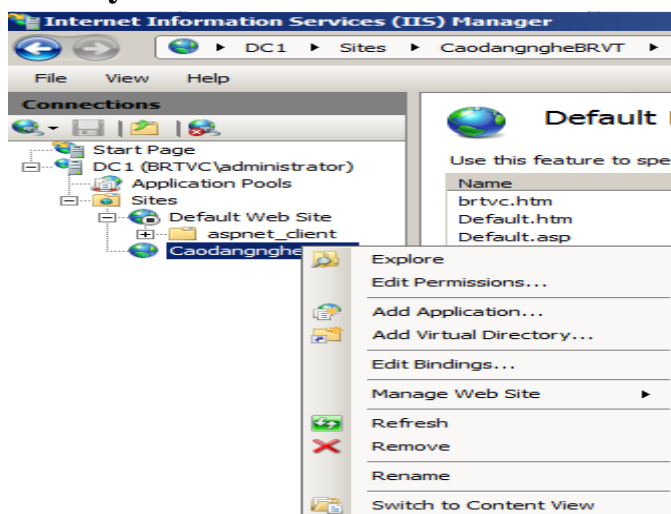 Internet Information Services (IIS) Manager
DC1 Sites CaodangngheBRVT
File View Help
Connections
Default
Start Page
Use this feature to spe
DC1 (BRTVC\administrator)
Application Pools
Name
Sites
brtvc.htm
Default Web Site
Default.htm
aspnet_client
Default.asp
Caodangnghe
Explore
Edit Permissions...
Add Application...
Add Virtual Directory...
Edit Bindings...
Manage Web Site
Refresh
Remove
Rename
Switch to Content View